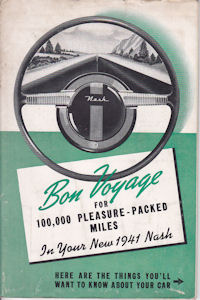 Nash
Bon Voyage
FOR
100,000 PLEASURE-PACKED
MILES
In Your New 1941 Nash
HERE ARE THE THINGS YOU'LL
WANT TO KNOW ABOUT YOUR CAR